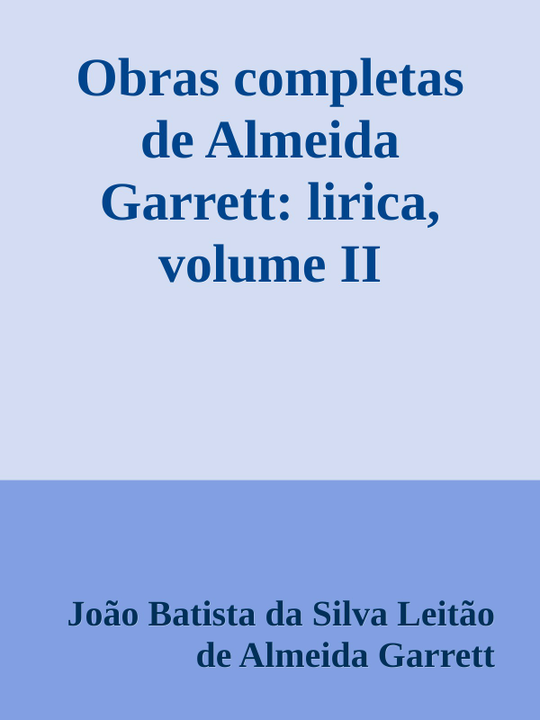 Obras completas
de Almeida
Garrett: lirica,
volume II
João Batista da Silva Leitão
de Almeida Garrett